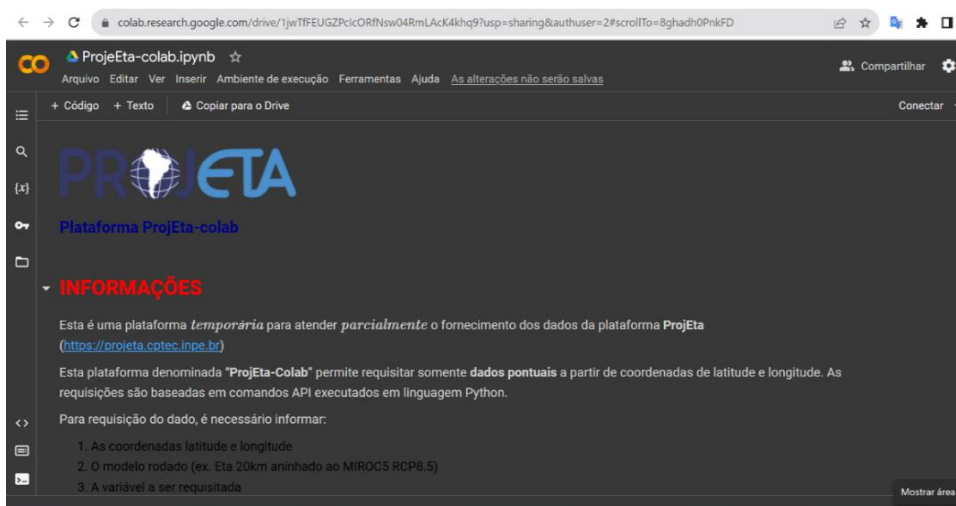 colab.research.google.com/drive/1jwTfFEUGZPclcORfNsw04RmLAcK4khq9?usp=sharing&authuser=2#scrollTo=8ghadh0PnkFD
ProjeEta-colab.ipynb
Arquivo Editar Ver Inserir Ambiente de execução Ferramentas Ajuda As alterações não serão salvas
Compartilhar
+ Código + Texto Copiar para o Drive
Conectar
PROJETA
Plataforma ProjEta-colab
INFORMAÇÕES
Esta é uma plataforma temporária para atender parcialmente o fornecimento dos dados da plataforma ProjEta
(https://projeta.cptec.inpe.br)
Esta plataforma denominada "ProjEta-Colab" permite requisitar somente dados pontuais a partir de coordenadas de latitude e longitude. As
requisições são baseadas em comandos API executados em linguagem Python.
Para requisição do dado, é necessário informar:
1. As coordenadas latitude e longitude
2. O modelo rodado (ex. Eta 20km aninhado ao MIROC5 RCP8.5)
3. A variável a ser requisitada
Mostrar área